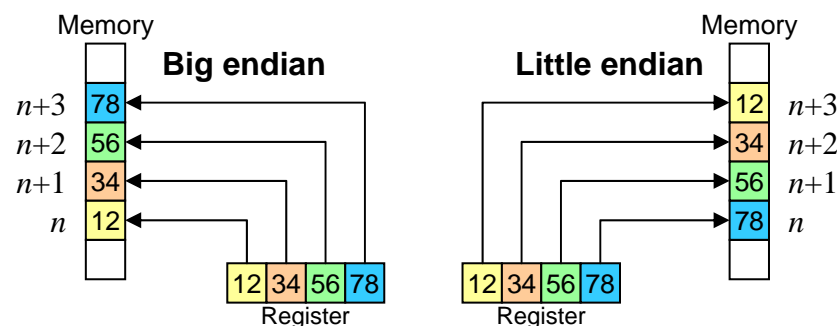 Memory Memory
Big endian Little endian
n+3 78 12 n+3
n+2 56 34 n+2
n+1 34 56 n+1
n 12 78 n
12 34 56 78 12 34 56 78
Register Register